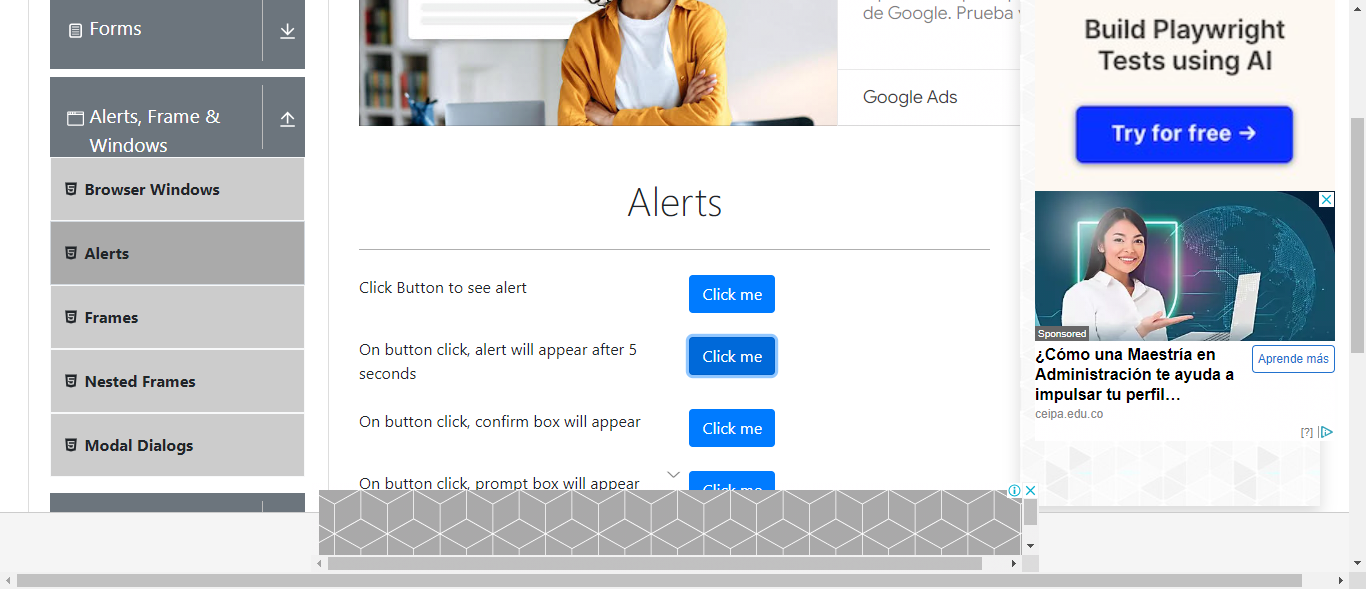 Forms
Alerts, Frame &
Windows
Browser Windows
Alerts
Frames
Nested Frames
Modal Dialogs
de Google. Prueba
Google Ads
Alerts
Click Button to see alert
Click me
On button click, alert will appear after 5
seconds
Click me
On button click, confirm box will appear
Click me
On button click, prompt box will appear
Click me
Build Playwright
Tests using AI
Try for free →
Sponsored
¿Cómo una Maestría en
Administración te ayuda a
impulsar tu perfil…
Aprende más
ceipa.edu.co
[?]